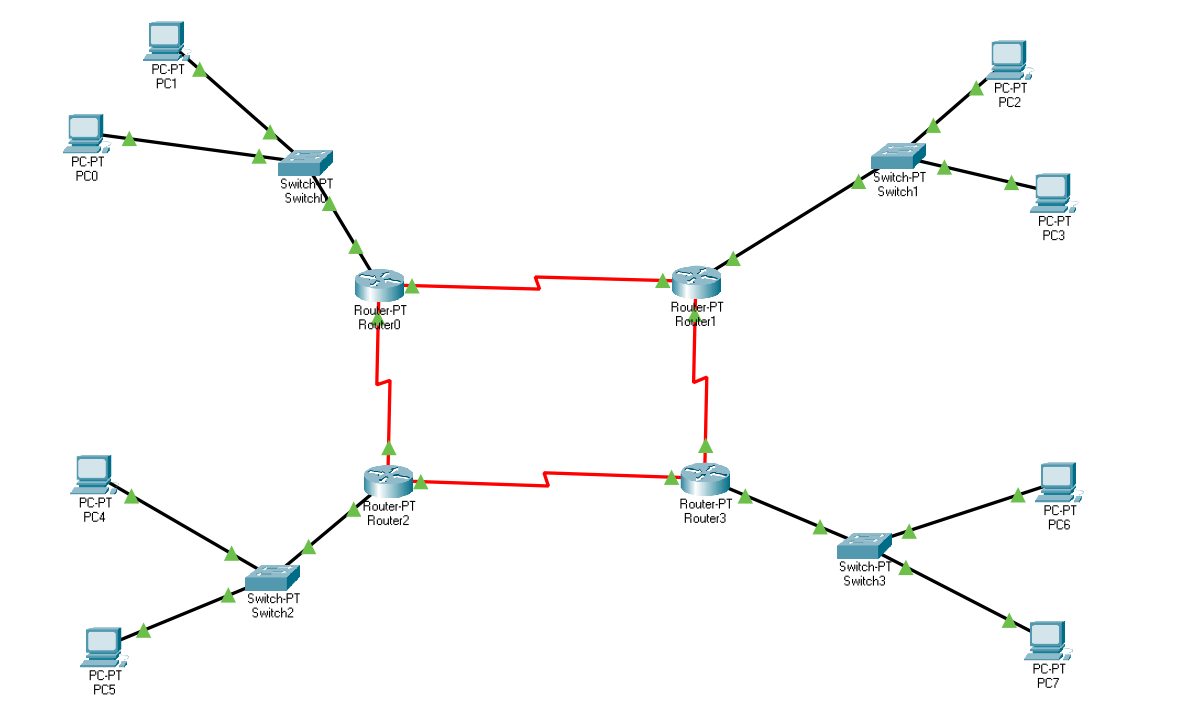 PC-PT
PC1
PC-PT
PC0
Switch-PT
Switch0
PC-PT
PC2
Switch-PT
Switch1
PC-PT
PC3
Router-PT
Router0
Router-PT
Router1
PC-PT
PC4
Router-PT
Router2
Router-PT
Router3
PC-PT
PC6
Switch-PT
Switch2
Switch-PT
Switch3
PC-PT
PC5
PC-PT
PC7